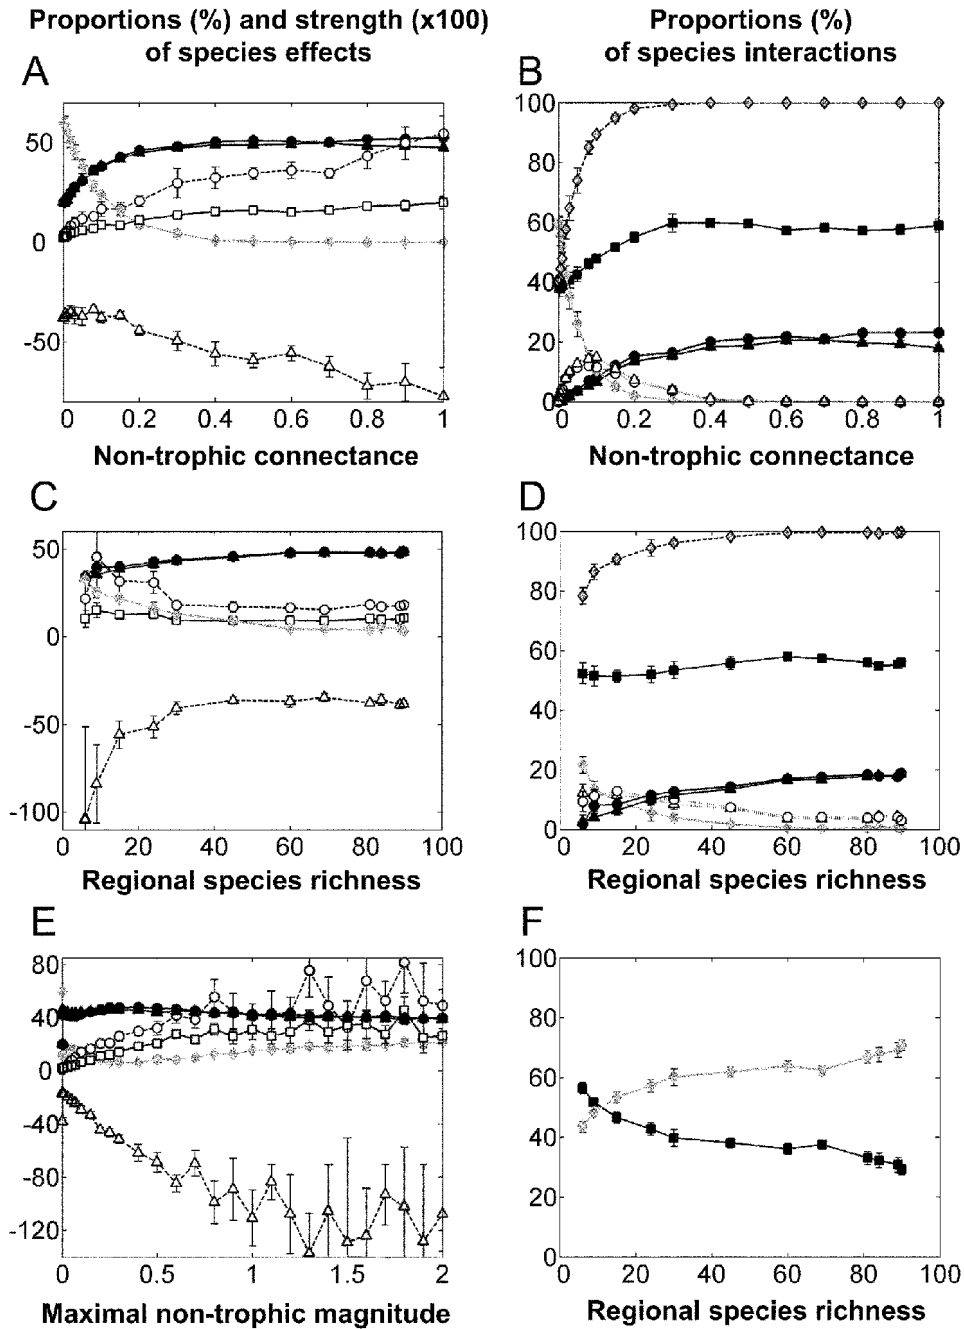 Proportions (%) and strength (x100)
of species effects
Proportions (%)
of species interactions
A
50
0
-50
0 0.2 0.4 0.6 0.8 1
Non-trophic connectance
B
100
80
60
40
20
0
0 0.2 0.4 0.6 0.8 1
Non-trophic connectance
C
50
0
-50
-100
0 20 40 60 80 100
Regional species richness
D
100
80
60
40
20
0
0 20 40 60 80 100
Regional species richness
E
80
40
0
-40
-80
-120
0 0.5 1 1.5 2
Maximal non-trophic magnitude
F
100
80
60
40
20
0
0 20 40 60 80 100
Regional species richness